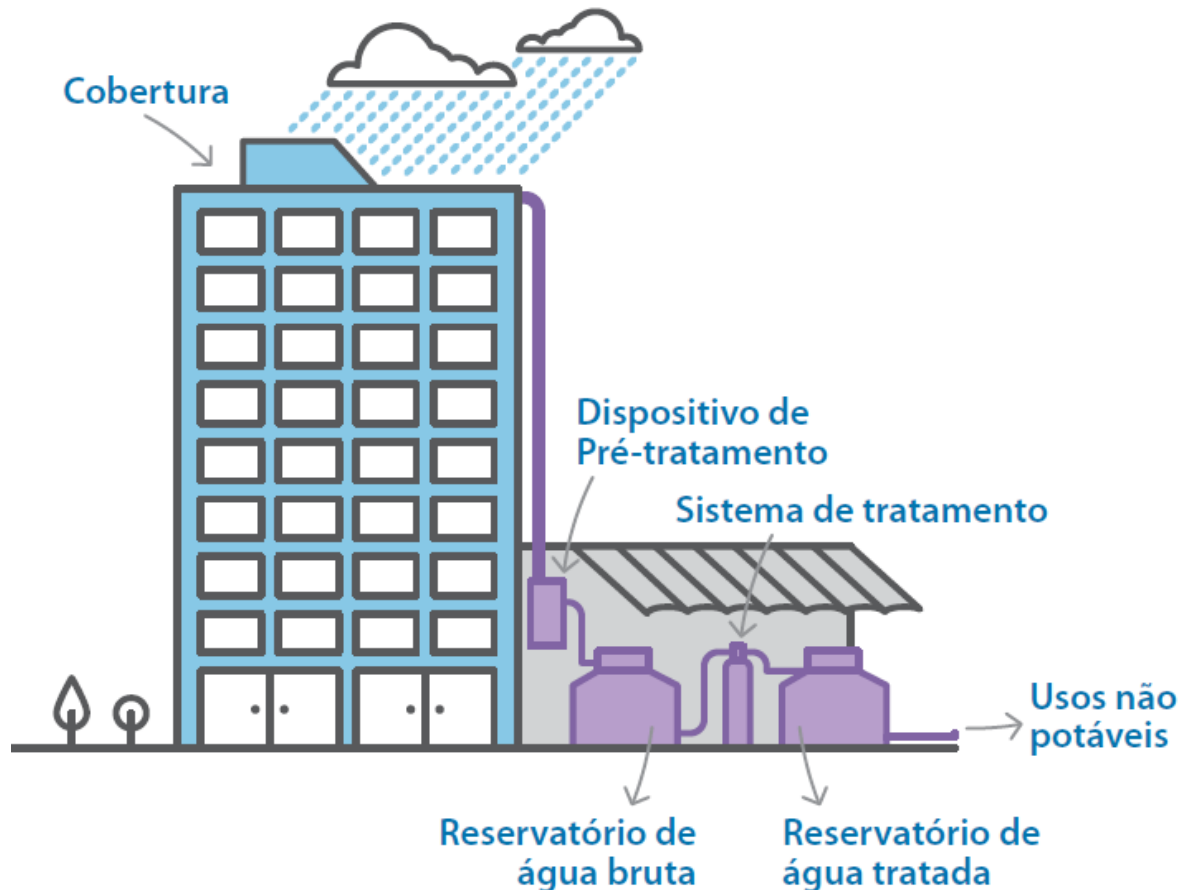 Cobertura
Dispositivo de
Pré-tratamento
Sistema de tratamento
Usos não
potáveis
Reservatório de
água bruta
Reservatório de
água tratada